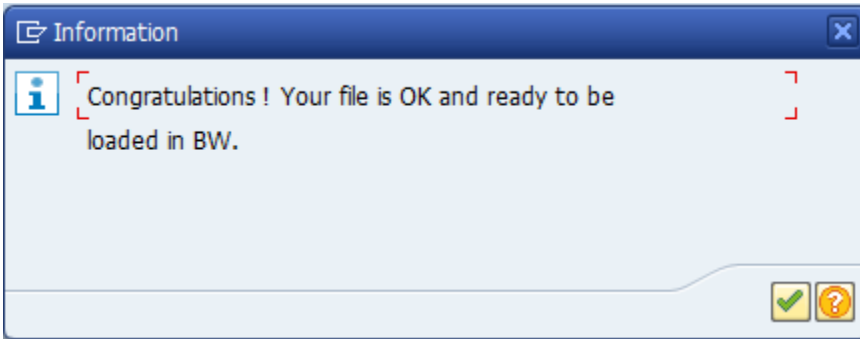 Information
Congratulations ! Your file is OK and ready to be
loaded in BW.